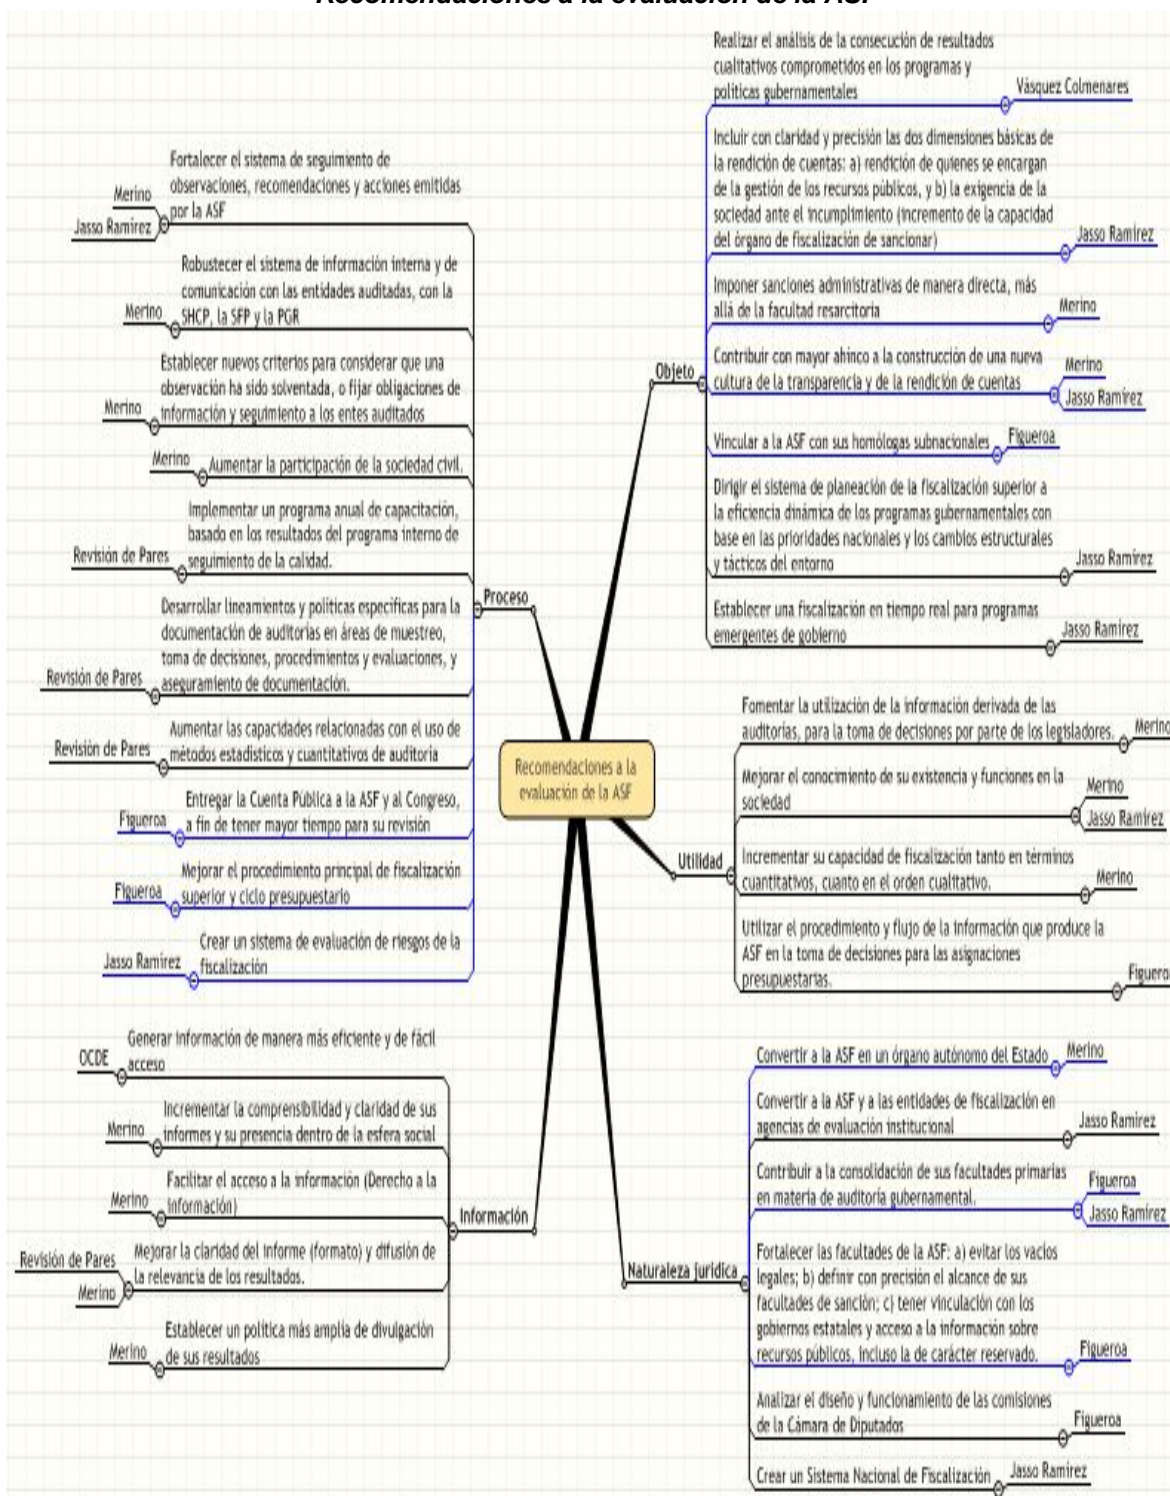 Recomendaciones a la evaluación de la ASF
Fortalecer el sistema de seguimiento de
observaciones, recomendaciones y acciones emitidas
por la ASF
Merino
Jasso Ramírez
Robustecer el sistema de información interna y de
comunicación con las entidades auditadas, con la
SHCP, la SFP y la PGR
Merino
Establecer nuevos criterios para considerar que una
observación ha sido solventada, o fijar obligaciones de
información y seguimiento a los entes auditados
Merino
Aumentar la participación de la sociedad civil.
Merino
Implementar un programa anual de capacitación,
basado en los resultados del programa interno de
seguimiento de la calidad.
Revisión de Pares
Desarrollar lineamientos y políticas específicas para la
documentación de auditorías en áreas de muestreo,
toma de decisiones, procedimientos y evaluaciones, y
aseguramiento de documentación.
Revisión de Pares
Aumentar las capacidades relacionadas con el uso de
métodos estadísticos y cuantitativos de auditoría
Revisión de Pares
Entregar la Cuenta Pública a la ASF y al Congreso,
a fin de tener mayor tiempo para su revisión
Figueroa
Mejorar el procedimiento principal de fiscalización
superior y ciclo presupuestario
Figueroa
Crear un sistema de evaluación de riesgos de la
fiscalización
Jasso Ramírez
Proceso
Generar información de manera más eficiente y de fácil
acceso
OCDE
Incrementar la comprensibilidad y claridad de sus
informes y su presencia dentro de la esfera social
Merino
Facilitar el acceso a la información (Derecho a la
información)
Merino
Mejorar la claridad del informe (formato) y difusión de
la relevancia de los resultados.
Revisión de Pares
Merino
Establecer un política más amplia de divulgación
de sus resultados
Merino
Información
Recomendaciones a la
evaluación de la ASF
Objeto
Realizar el análisis de la consecución de resultados
cualitativos comprometidos en los programas y
políticas gubernamentales
Vásquez Colmenares
Incluir con claridad y precisión las dos dimensiones básicas de
la rendición de cuentas: a) rendición de quienes se encargan
de la gestión de los recursos públicos, y b) la exigencia de la
sociedad ante el incumplimiento (incremento de la capacidad
del órgano de fiscalización de sancionar)
Jasso Ramírez
Imponer sanciones administrativas de manera directa, más
allá de la facultad resarcitoria
Merino
Contribuir con mayor ahínco a la construcción de una nueva
cultura de la transparencia y de la rendición de cuentas
Merino
Jasso Ramírez
Vincular a la ASF con sus homólogas subnacionales
Figueroa
Dirigir el sistema de planeación de la fiscalización superior a
la eficiencia dinámica de los programas gubernamentales con
base en las prioridades nacionales y los cambios estructurales
y tácticos del entorno
Jasso Ramírez
Establecer una fiscalización en tiempo real para programas
emergentes de gobierno
Jasso Ramírez
Utilidad
Fomentar la utilización de la información derivada de las
auditorías, para la toma de decisiones por parte de los legisladores.
Merino
Mejorar el conocimiento de su existencia y funciones en la
sociedad
Merino
Jasso Ramírez
Incrementar su capacidad de fiscalización tanto en términos
cuantitativos, cuanto en el orden cualitativo.
Merino
Utilizar el procedimiento y flujo de la información que produce la
ASF en la toma de decisiones para las asignaciones
presupuestarias.
Figueroa
Naturaleza jurídica
Convertir a la ASF en un órgano autónomo del Estado
Merino
Convertir a la ASF y a las entidades de fiscalización en
agencias de evaluación institucional
Jasso Ramírez
Contribuir a la consolidación de sus facultades primarias
en materia de auditoría gubernamental.
Figueroa
Jasso Ramírez
Fortalecer las facultades de la ASF: a) evitar los vacíos
legales; b) definir con precisión el alcance de sus
facultades de sanción; c) tener vinculación con los
gobiernos estatales y acceso a la información sobre
recursos públicos, incluso la de carácter reservado.
Figueroa
Analizar el diseño y funcionamiento de las comisiones
de la Cámara de Diputados
Figueroa
Crear un Sistema Nacional de Fiscalización
Jasso Ramírez